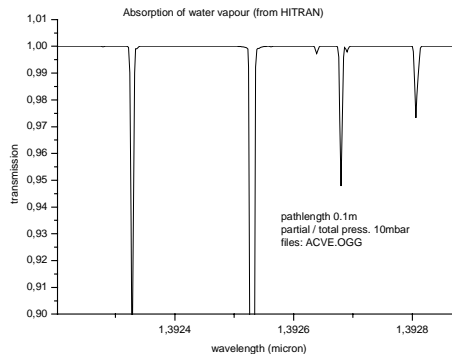 Absorption of water vapour (from HITRAN)
1,01
1,00
0,99
0,98
0,97
0,96
0,95
0,94
0,93
0,92
0,91
0,90
transmission
pathlength 0.1m
partial / total press. 10mbar
files: ACVE.OGG
1,3924
1,3926
1,3928
wavelength (micron)